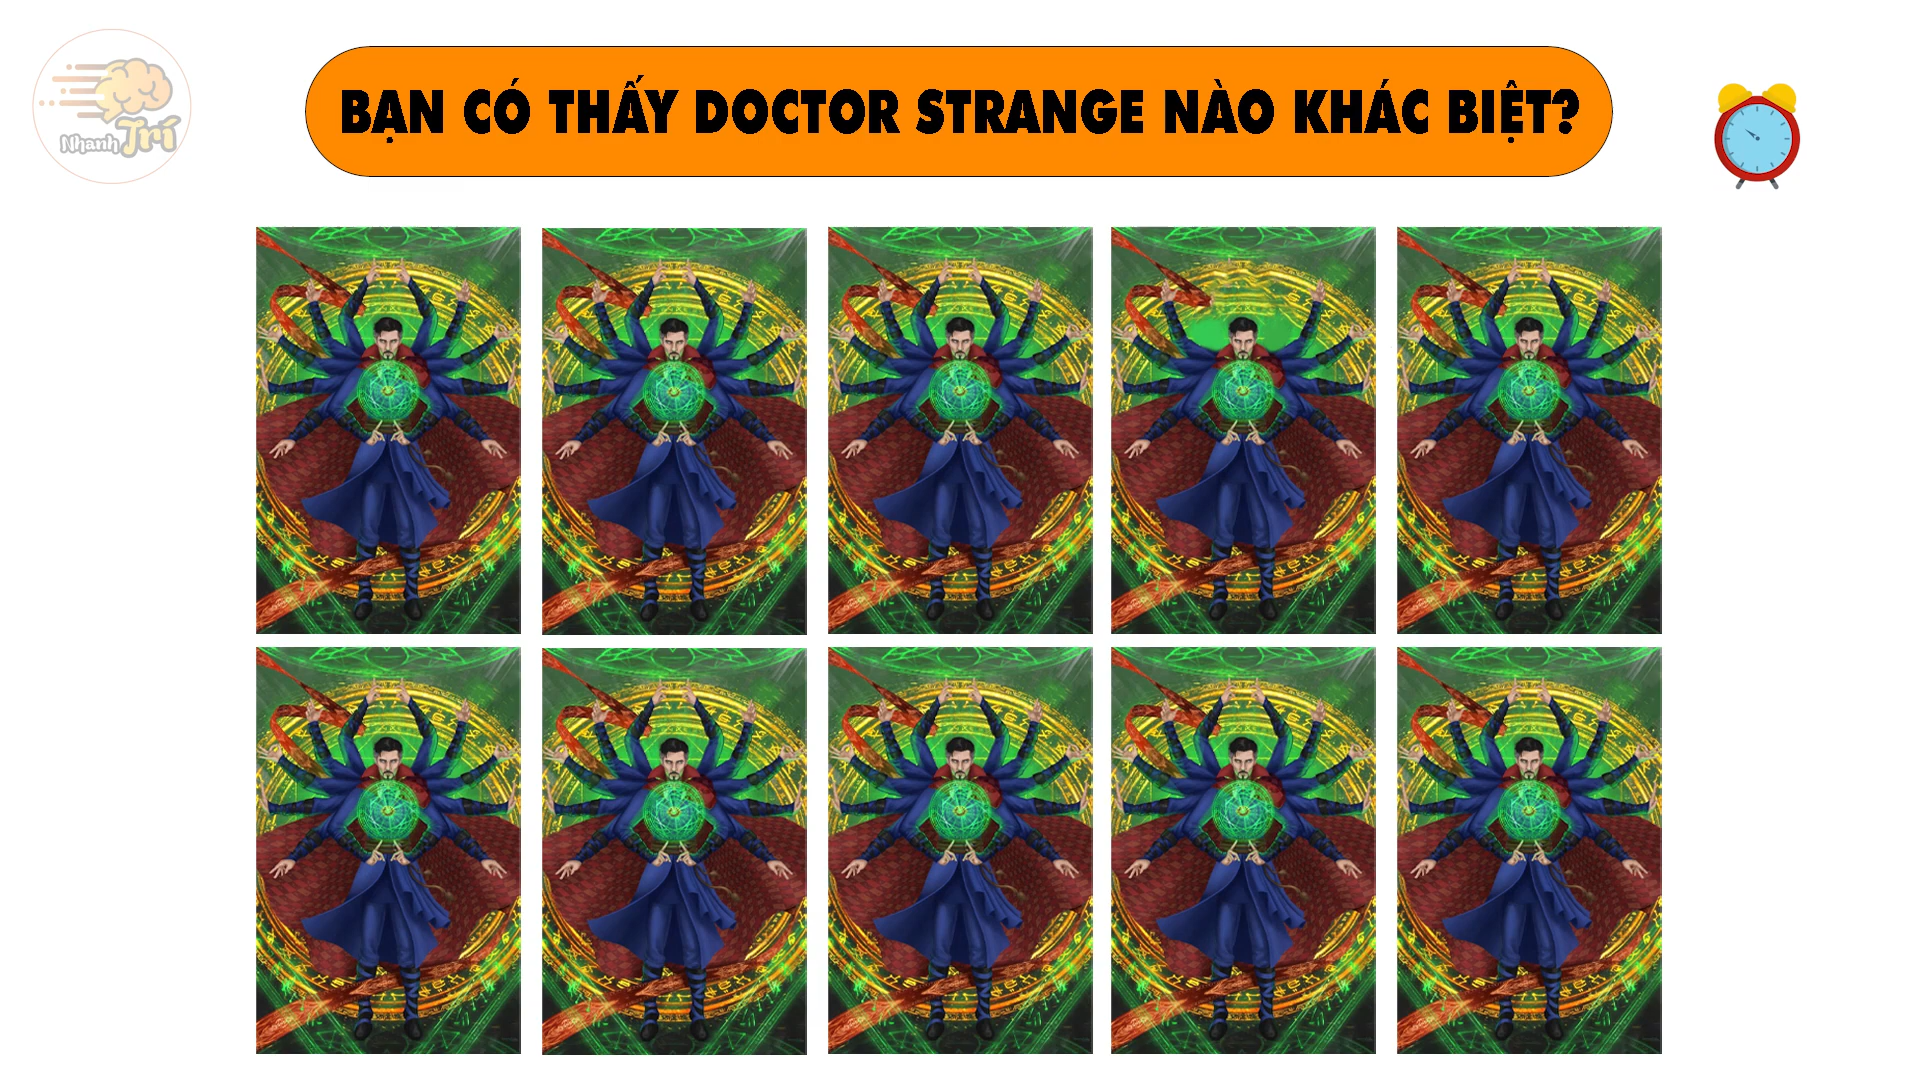 BẠN CÓ THẤY DOCTOR STRANGE NÀO KHÁC BIỆT?
Nhanh Trí